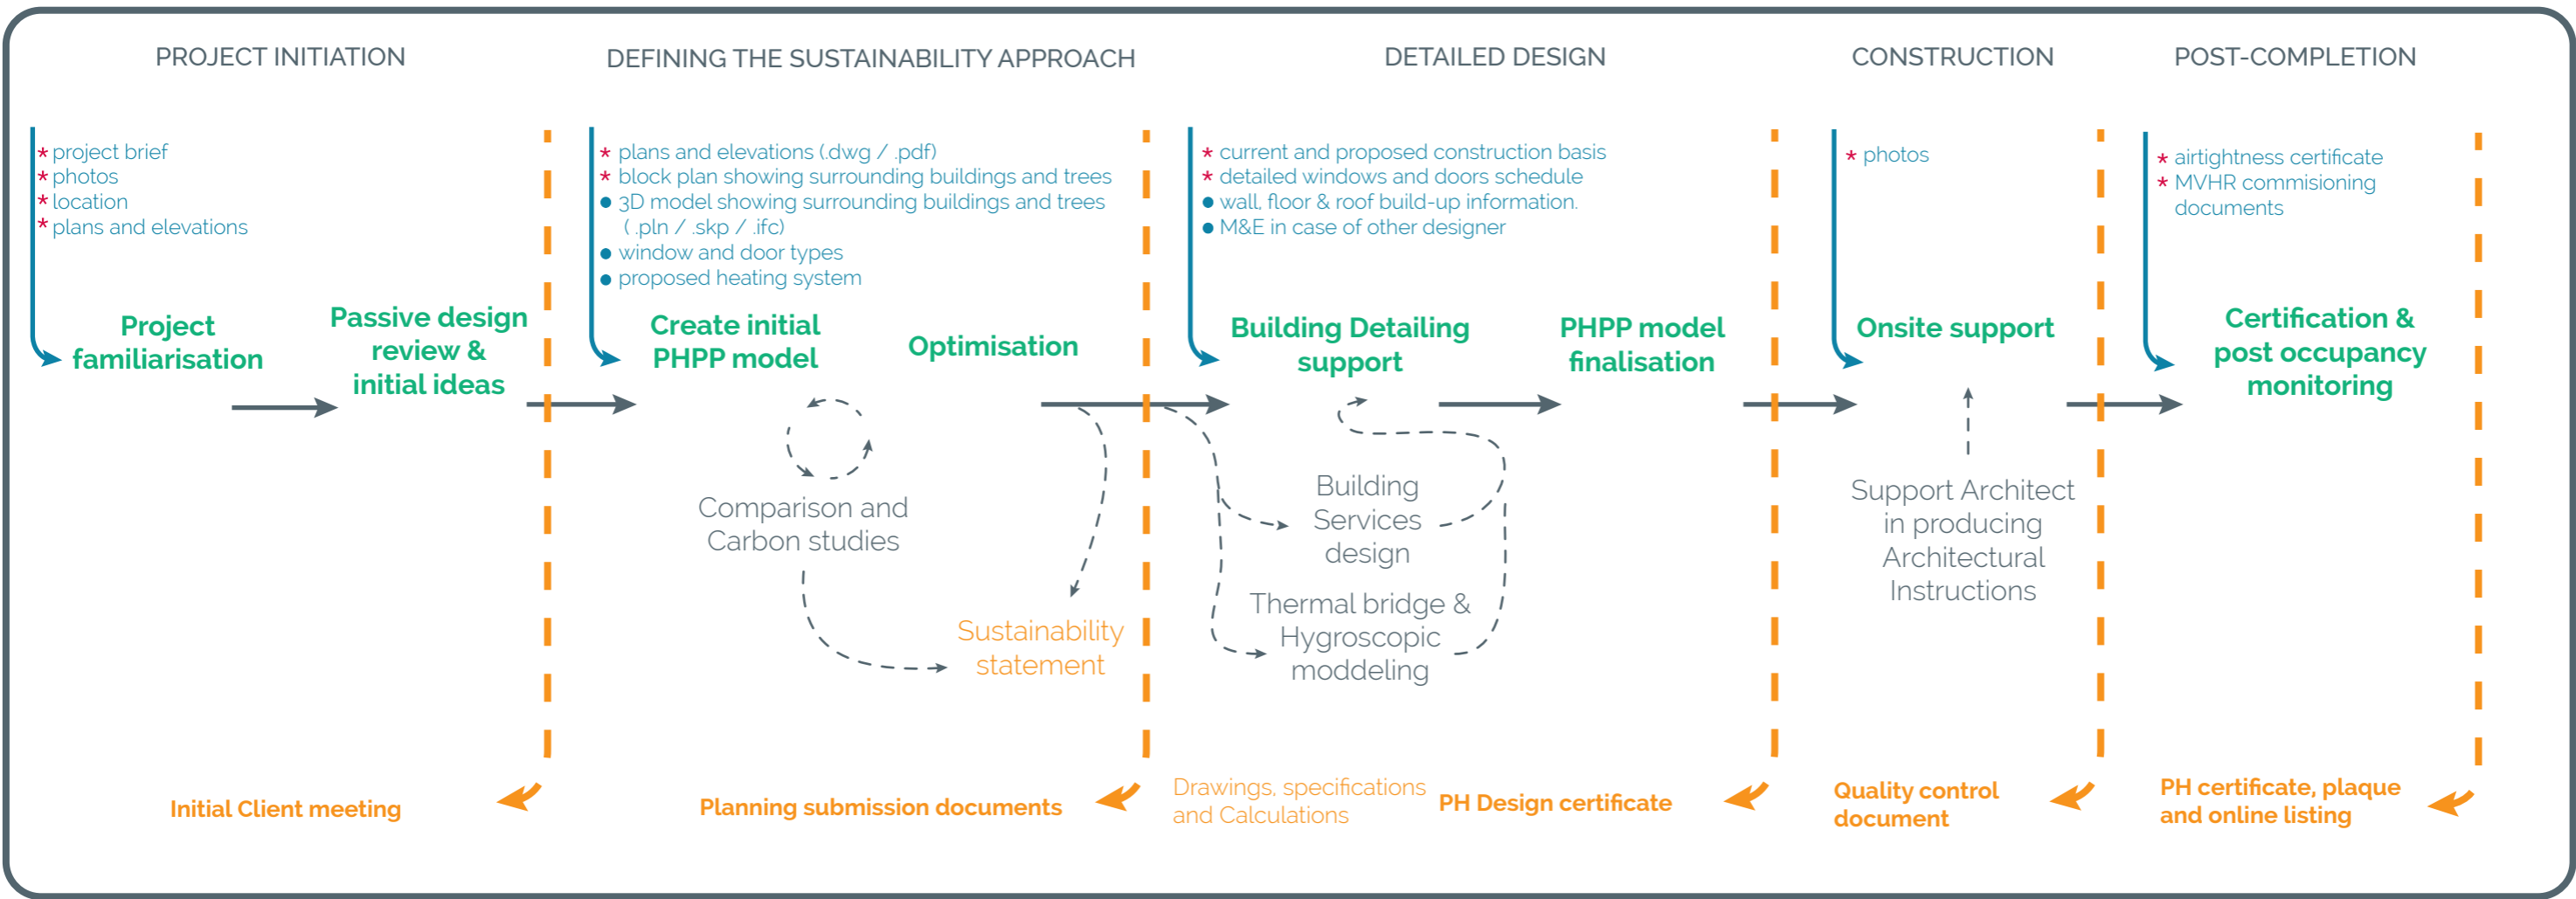 PROJECT INITIATION
* project brief
* photos
* location
* plans and elevations
Project
familiarisation
Passive design
review &
initial ideas
Initial Client meeting
DEFINING THE SUSTAINABILITY APPROACH
* plans and elevations (.dwg / .pdf)
* block plan showing surrounding buildings and trees
● 3D model showing surrounding buildings and trees
( .pln / .skp / .ifc)
● window and door types
● proposed heating system
Create initial
PHPP model
Optimisation
Comparison and
Carbon studies
Sustainability
statement
Planning submission documents
DETAILED DESIGN
* current and proposed construction basis
* detailed windows and doors schedule
● wall, floor & roof build-up information.
● M&E in case of other designer
Building Detailing
support
PHPP model
finalisation
Building
Services
design
Thermal bridge &
Hygroscopic
moddeling
Drawings, specifications
and Calculations
PH Design certificate
CONSTRUCTION
* photos
Onsite support
Support Architect
in producing
Architectural
Instructions
Quality control
document
POST-COMPLETION
* airtightness certificate
* MVHR commisioning
documents
Certification &
post occupancy
monitoring
PH certificate, plaque
and online listing